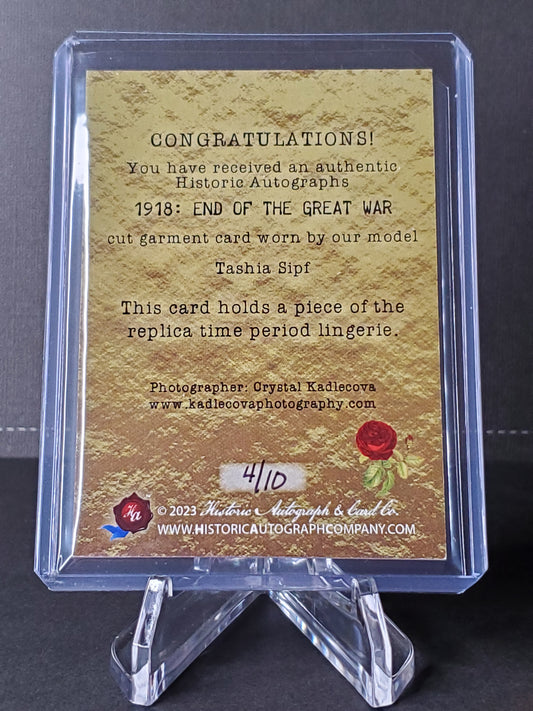 CONGRATULATIONS!
You have received an authentic
Historic Autographs
1918: END OF THE GREAT WAR
cut garment card worn by our model
Tashia Sipf
This card holds a piece of the
replica time period lingerie.
Photographer: Crystal Kadlecova
www.kadlecovaphotography.com
4/10
HA © 2023 Historic Autograph & Card Co.
WWW.HISTORICAUTOGRAPHCOMPANY.COM